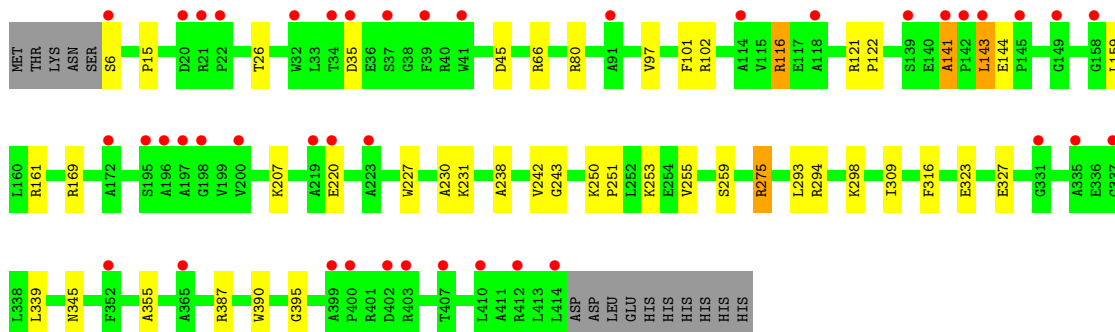 MET THR LYS ASN SER S6 P15 D20 R21 P22 T26 W32 L33 T34 D35 E36 S37 G38 F39 R40 W41 D45 R66 R80 A91 V97 F101 R102 A114 V115 R116 E117 A118 R121 P122 S139 E140 A141 P142 L143 E144 P145 G149 G158 L159
L160 R161 R169 A172 S195 A196 A197 G198 V199 V200 K207 A219 E220 A223 W227 A230 K231 A238 V242 G243 K250 P251 L252 K253 E254 V255 S259 R275 L293 R294 K298 I309 F316 E323 E327 G331 A335 E336 G337
L338 L339 N345 F352 A355 A365 R387 W390 G395 A399 P400 R401 D402 R403 T407 L410 A411 R412 L413 L414 ASP ASP LEU GLU HIS HIS HIS HIS HIS HIS